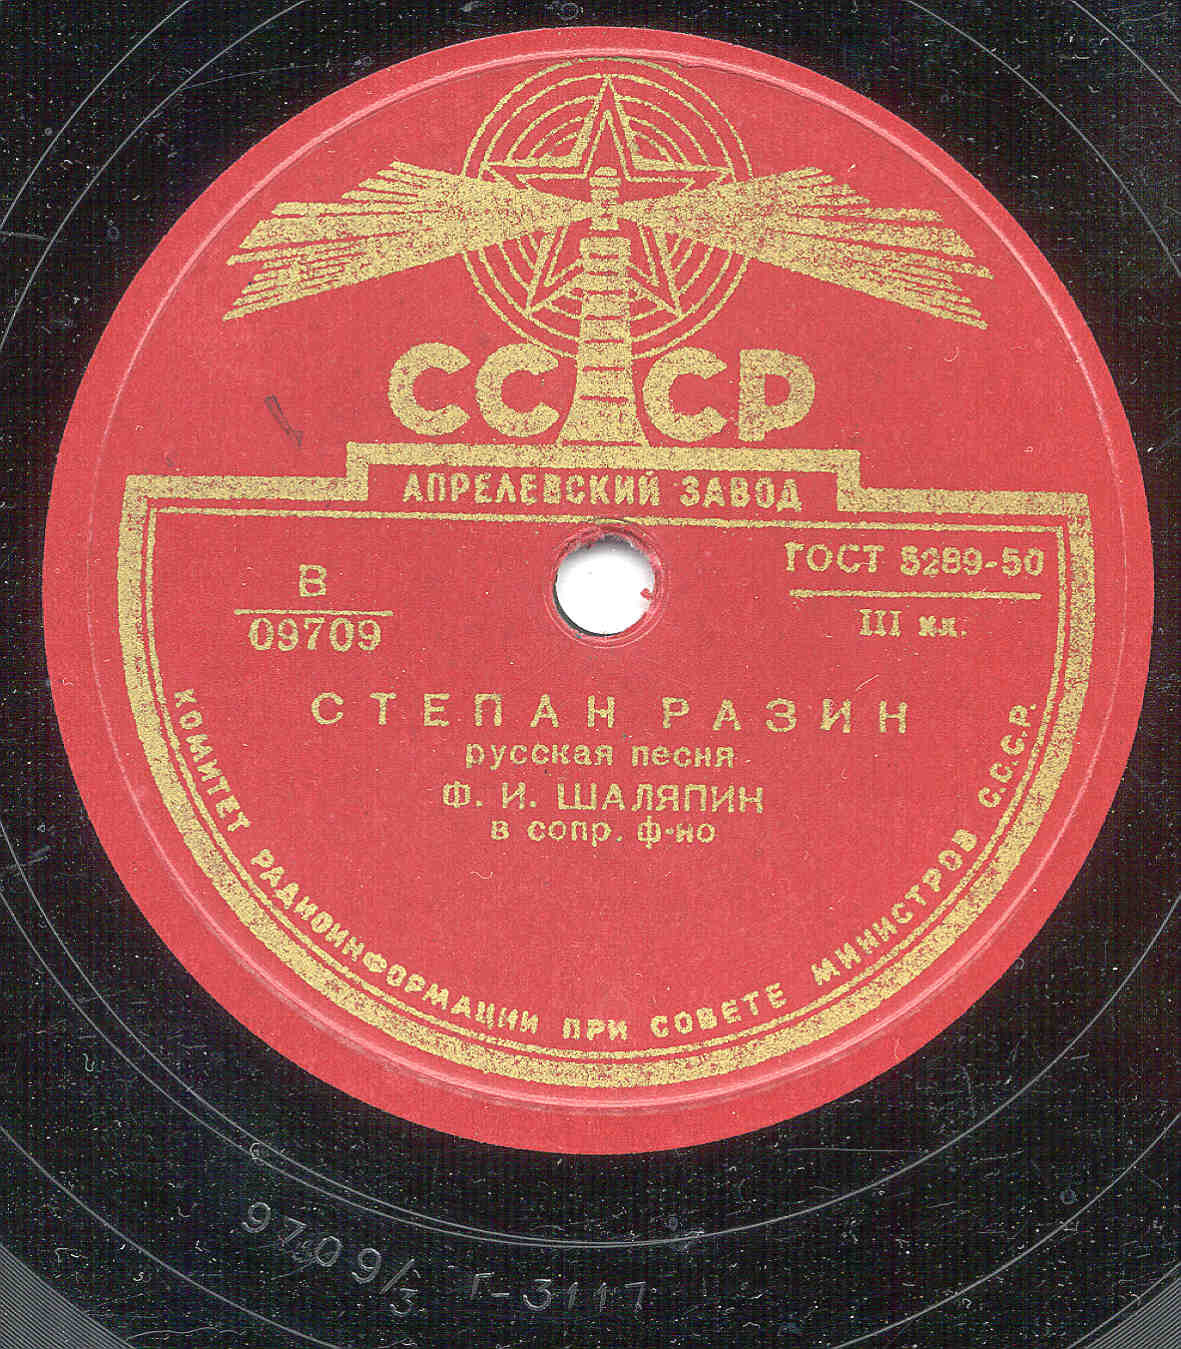 СССР
АПРЕЛЕВСКИЙ ЗАВОД
В
09709
ГОСТ 5289-50
III кл.
СТЕПАН РАЗИН
русская песня
Ф. И. ШАЛЯПИН
в сопр. ф-но
КОМИТЕТ РАДИОИНФОРМАЦИИ ПРИ СОВЕТЕ МИНИСТРОВ С.С.С.Р.
9709/3 Г-3117